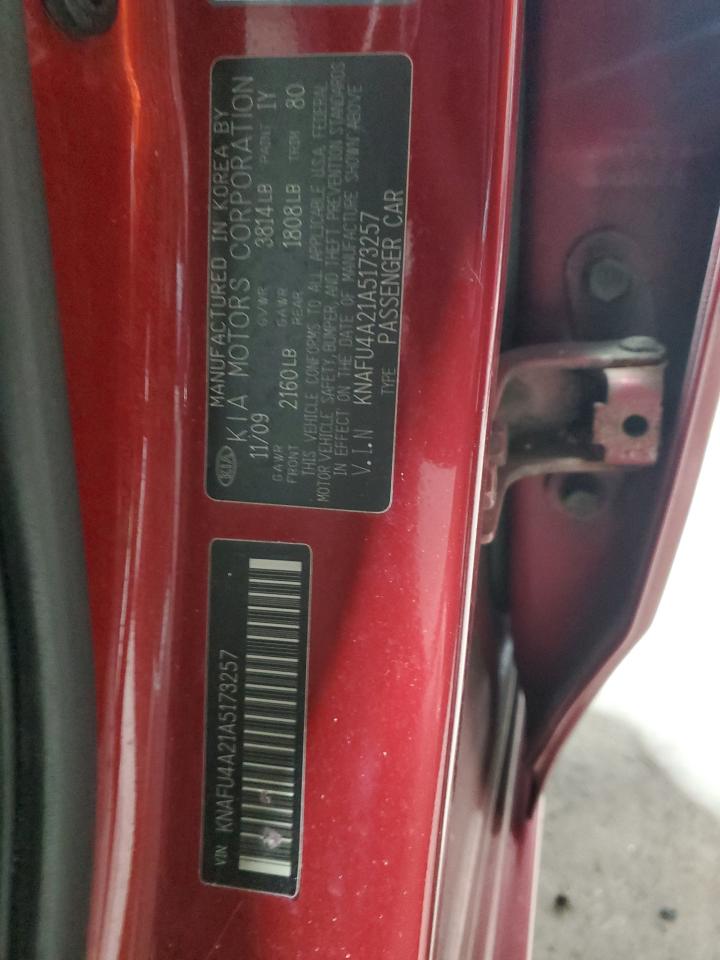 MANUFACTURED IN KOREA BY
KIA KIA MOTORS CORPORATION
11/09 GVWR 3814LB PAINT IY
GAWR FRONT 2160LB GAWR REAR 1808LB TRIM 80
THIS VEHICLE CONFORMS TO ALL APPLICABLE U.S.A. FEDERAL
MOTOR VEHICLE SAFETY, BUMPER, AND THEFT PREVENTION STANDARDS
IN EFFECT ON THE DATE OF MANUFACTURE SHOWN ABOVE
V.I.N KNAFU4A21A5173257
TYPE PASSENGER CAR
VIN KNAFU4A21A5173257